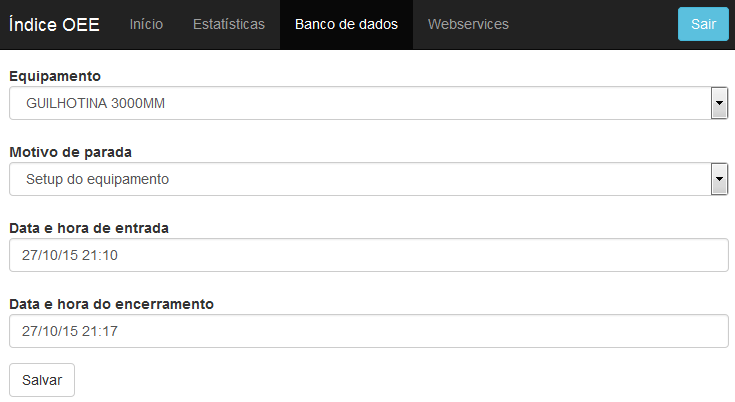 Índice OEE Início Estatísticas Banco de dados Webservices Sair
Equipamento
GUILHOTINA 3000MM
Motivo de parada
Setup do equipamento
Data e hora de entrada
27/10/15 21:10
Data e hora do encerramento
27/10/15 21:17
Salvar